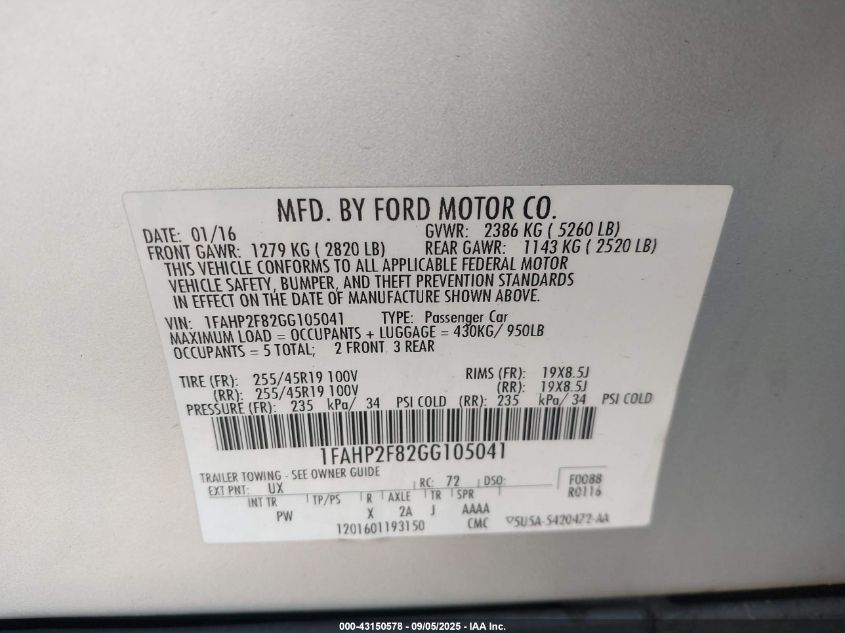 MFD. BY FORD MOTOR CO.
DATE: 01/16 GVWR: 2386 KG ( 5260 LB)
FRONT GAWR: 1279 KG ( 2820 LB) REAR GAWR: 1143 KG ( 2520 LB)
THIS VEHICLE CONFORMS TO ALL APPLICABLE FEDERAL MOTOR
VEHICLE SAFETY, BUMPER, AND THEFT PREVENTION STANDARDS
IN EFFECT ON THE DATE OF MANUFACTURE SHOWN ABOVE.
VIN: 1FAHP2F82GG105041 TYPE: Passenger Car
MAXIMUM LOAD = OCCUPANTS + LUGGAGE = 430KG/ 950LB
OCCUPANTS = 5 TOTAL; 2 FRONT 3 REAR
TIRE (FR): 255/45R19 100V RIMS (FR): 19X8.5J
(RR): 255/45R19 100V (RR): 19X8.5J
PRESSURE (FR): 235 kPa/ 34 PSI COLD (RR): 235 kPa/ 34 PSI COLD
1FAHP2F82GG105041
TRAILER TOWING - SEE OWNER GUIDE
EXT PNT: UX RC: 72 DSO: F0088
R0116
INT TR TP/PS R AXLE TR SPR
PW X 2A J AAAA
1201601193150 CMC 5U5A-5420472-AA
000-43150578 - 09/05/2025 - IAA Inc.